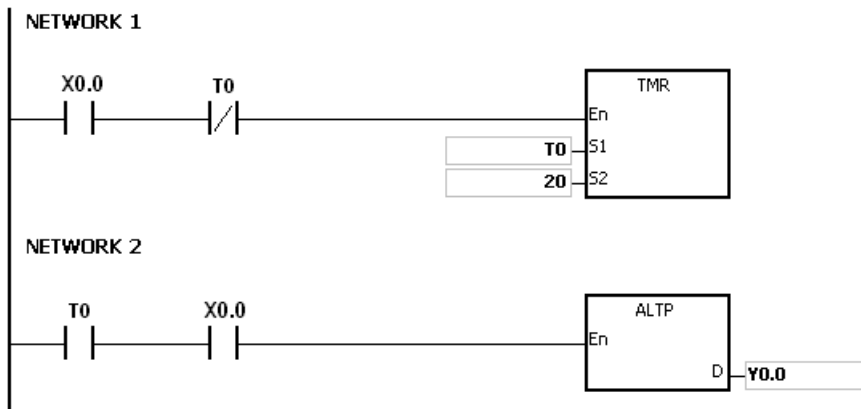 NETWORK 1
X0.0 T0
TMR
En
T0 S1
20 S2
NETWORK 2
T0 X0.0
ALTP
En
D Y0.0